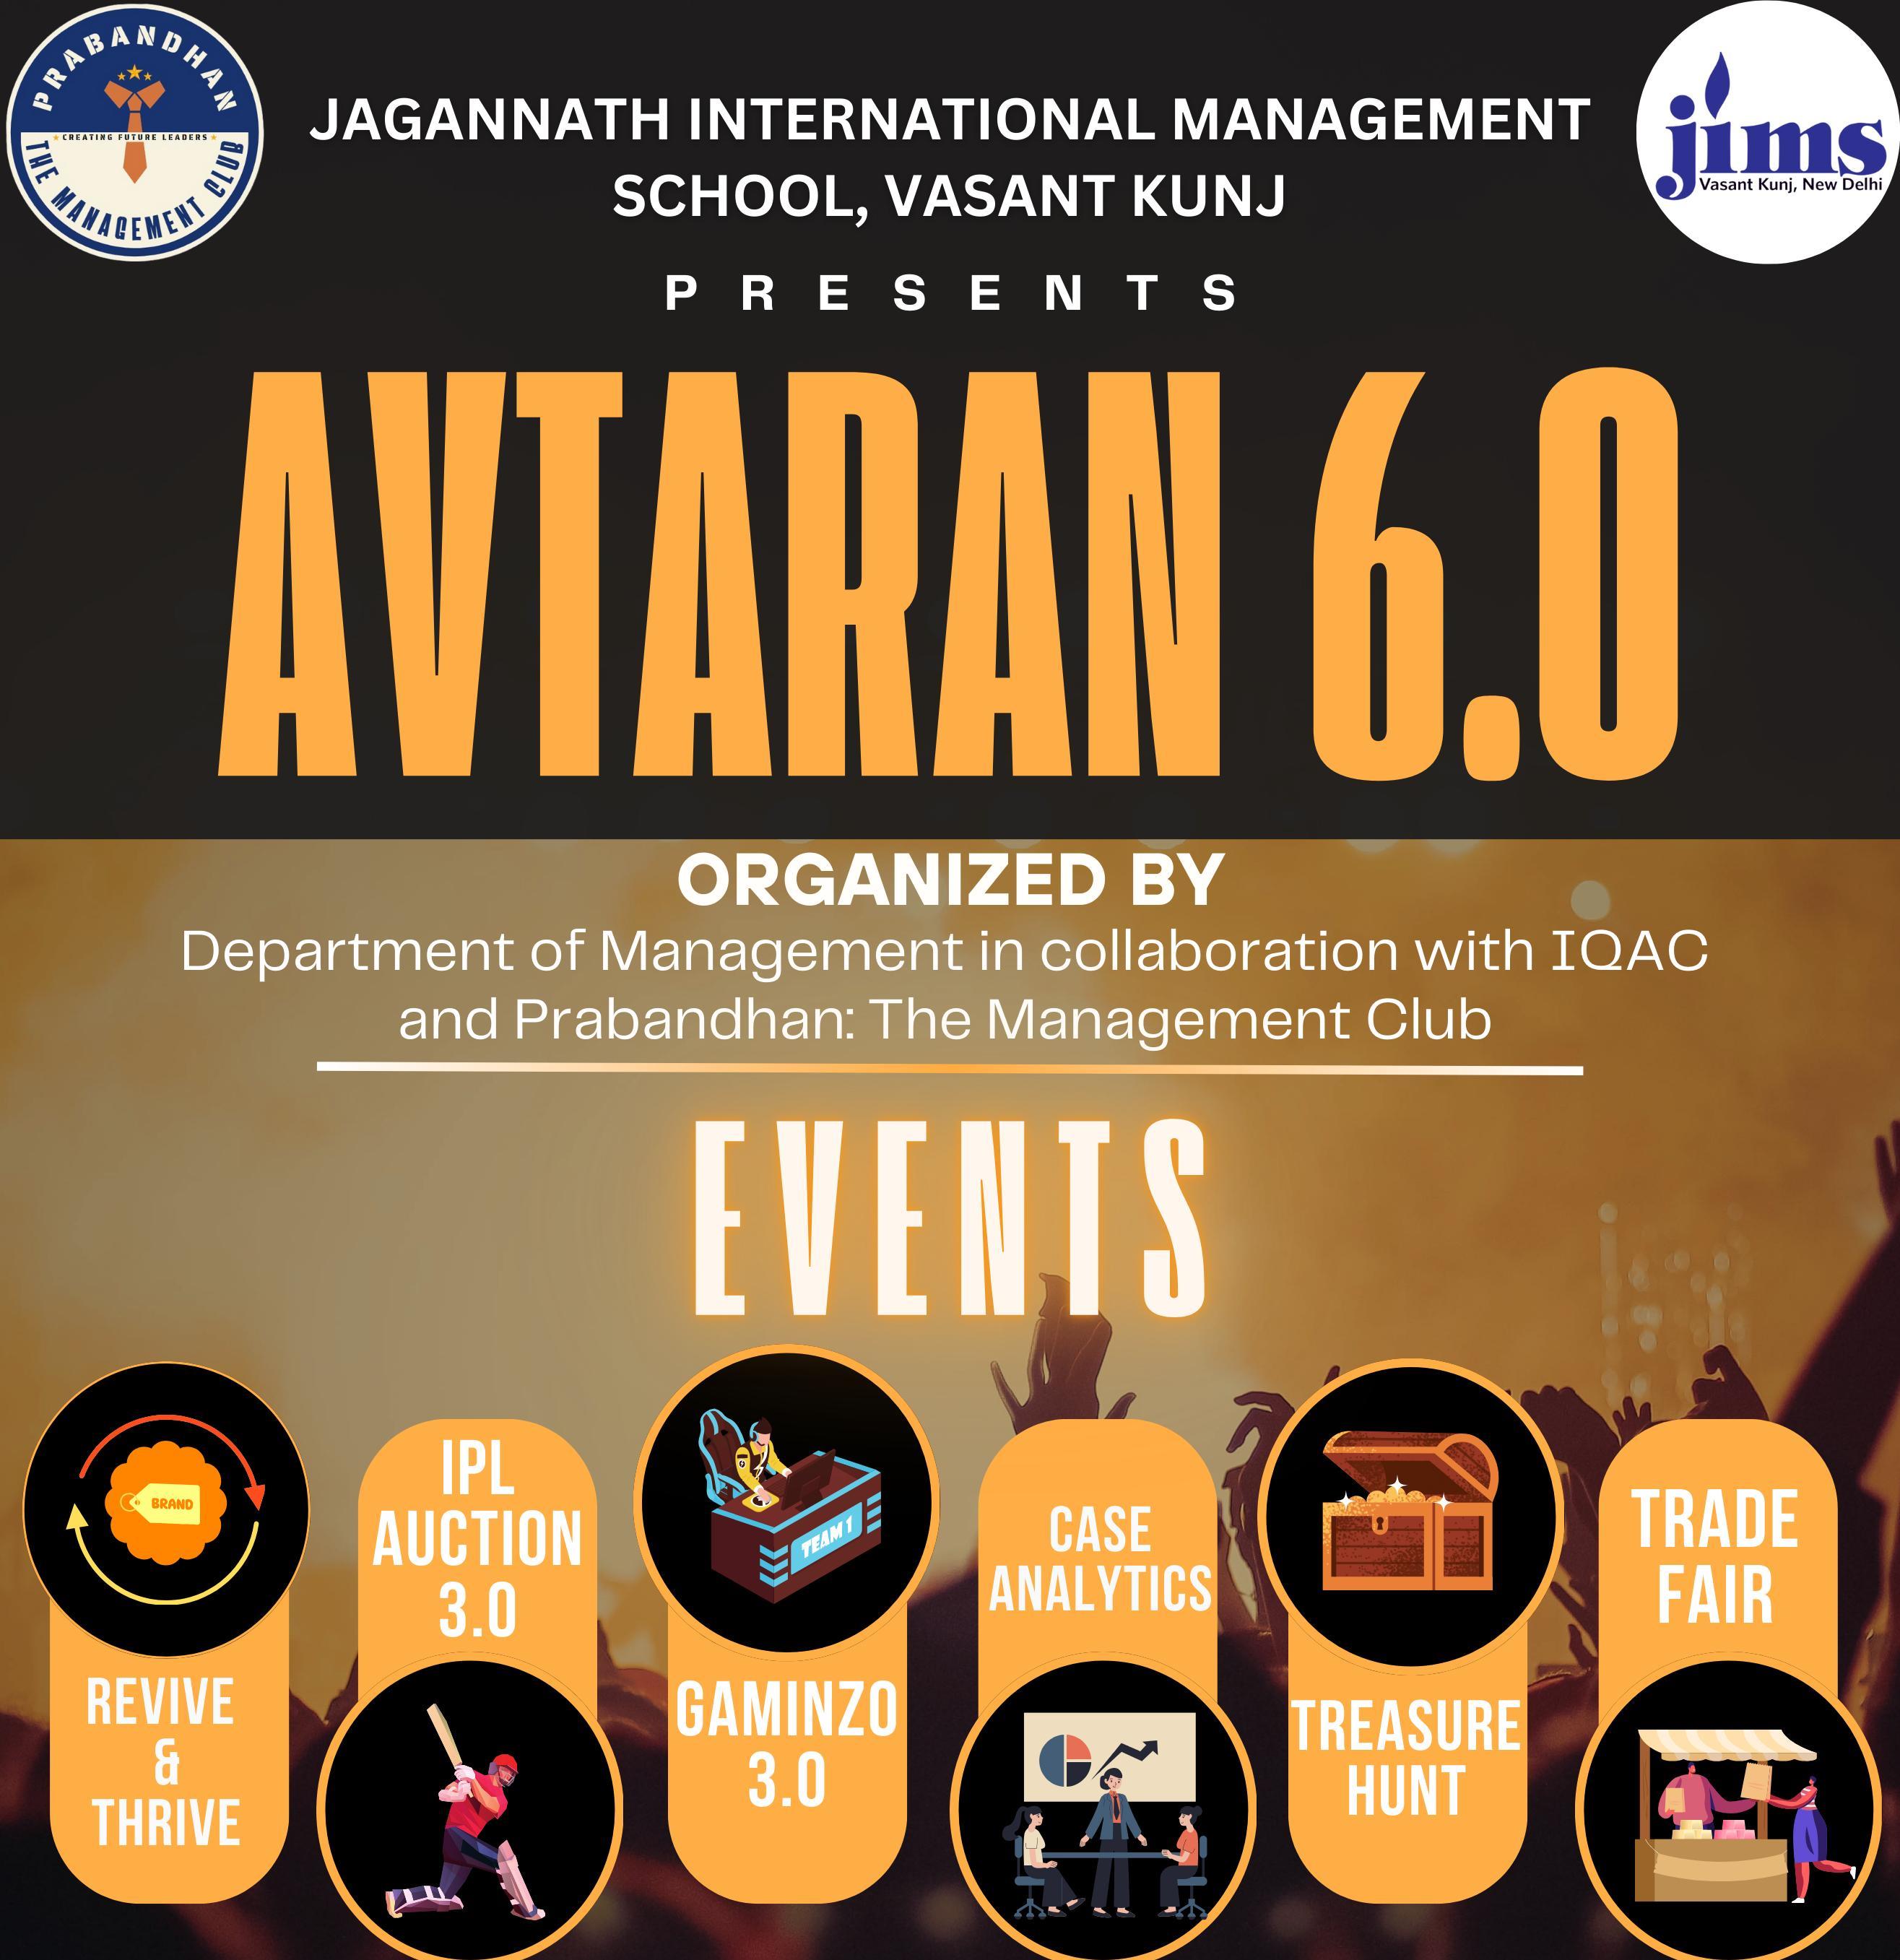 PRABANDHAN
CREATING FUTURE LEADERS
THE MANAGEMENT CLUB
JAGANNATH INTERNATIONAL MANAGEMENT
SCHOOL, VASANT KUNJ
jims
Vasant Kunj, New Delhi
PRESENTS
AVTARAN 6.0
ORGANIZED BY
Department of Management in collaboration with IQAC
and Prabandhan: The Management Club
EVENTS
BRAND
REVIVE
&
THRIVE
IPL
AUCTION
3.0
TEAM 1
GAMINZO
3.0
CASE
ANALYTICS
TREASURE
HUNT
TRADE
FAIR